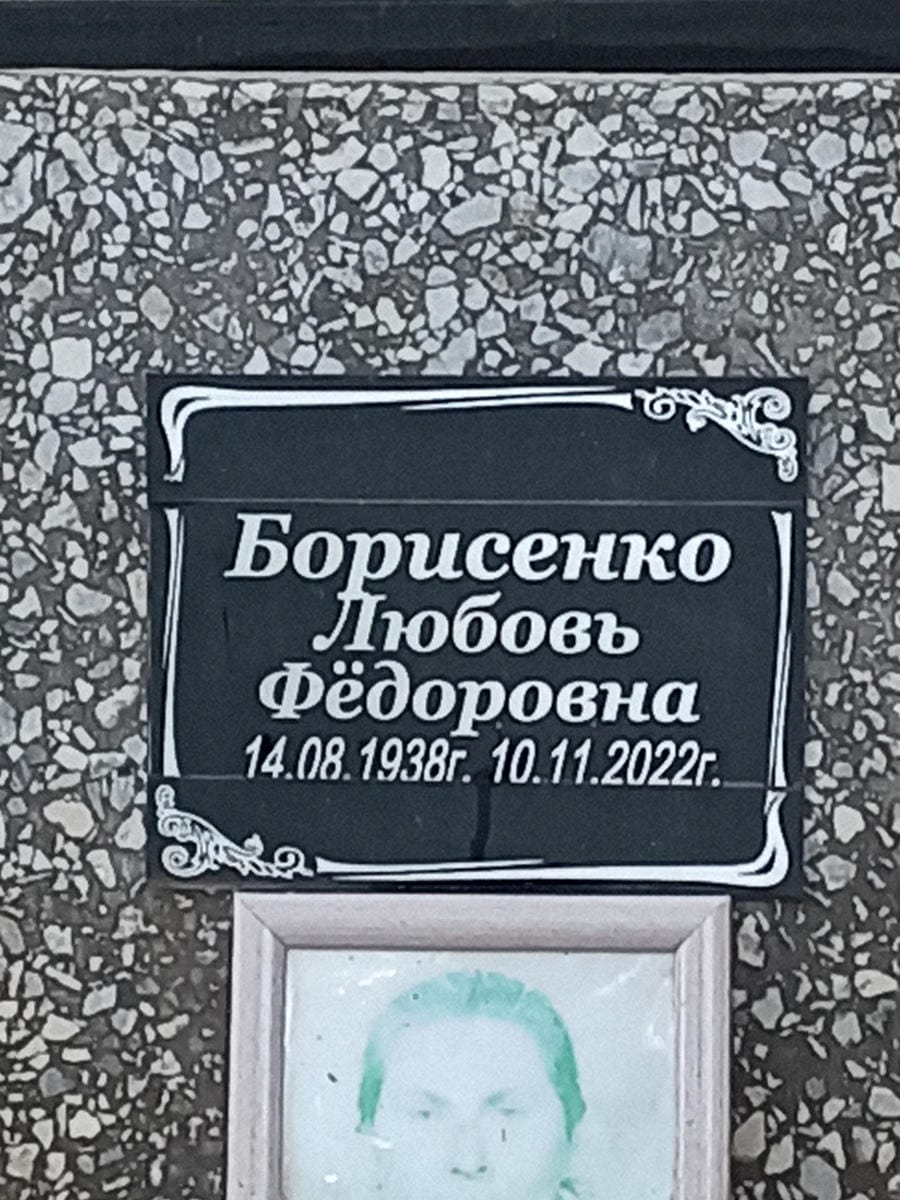 Борисенко
Любовь
Фёдоровна
14.08.1938г. 10.11.2022г.